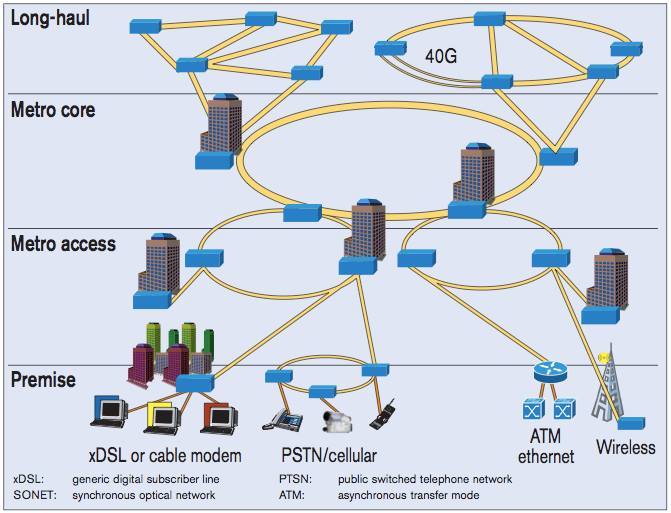 Long-haul
40G
Metro core
Metro access
Premise
xDSL or cable modem
PSTN/cellular
ATM
ethernet
Wireless
xDSL: generic digital subscriber line
PTSN: public switched telephone network
SONET: synchronous optical network
ATM: asynchronous transfer mode